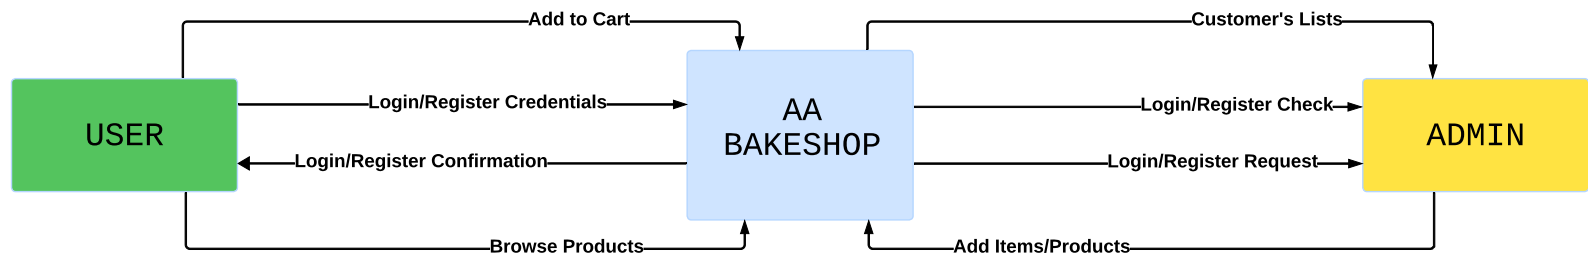 Add to Cart
Customer's Lists
Login/Register Credentials
Login/Register Check
USER
AA
BAKESHOP
ADMIN
Login/Register Confirmation
Login/Register Request
Browse Products
Add Items/Products